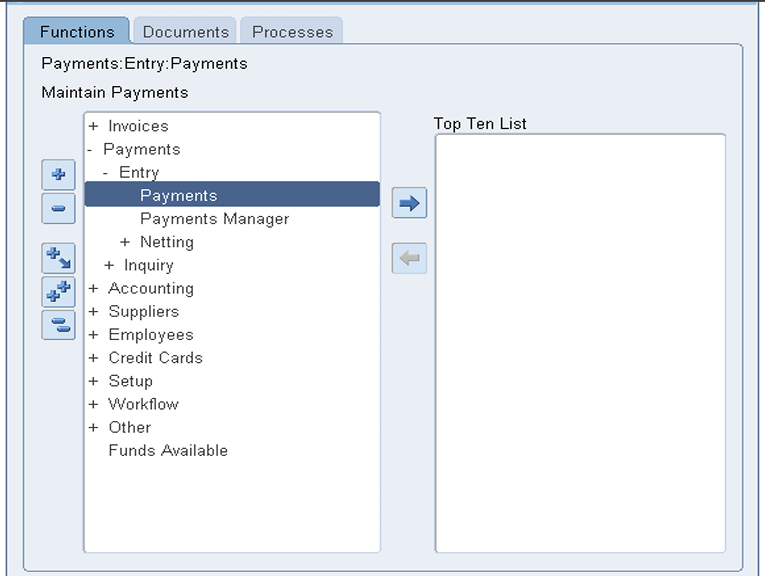 Functions Documents Processes
Payments:Entry:Payments
Maintain Payments
+ Invoices
- Payments
- Entry
Payments
Payments Manager
+ Netting
+ Inquiry
+ Accounting
+ Suppliers
+ Employees
+ Credit Cards
+ Setup
+ Workflow
+ Other
Funds Available
Top Ten List